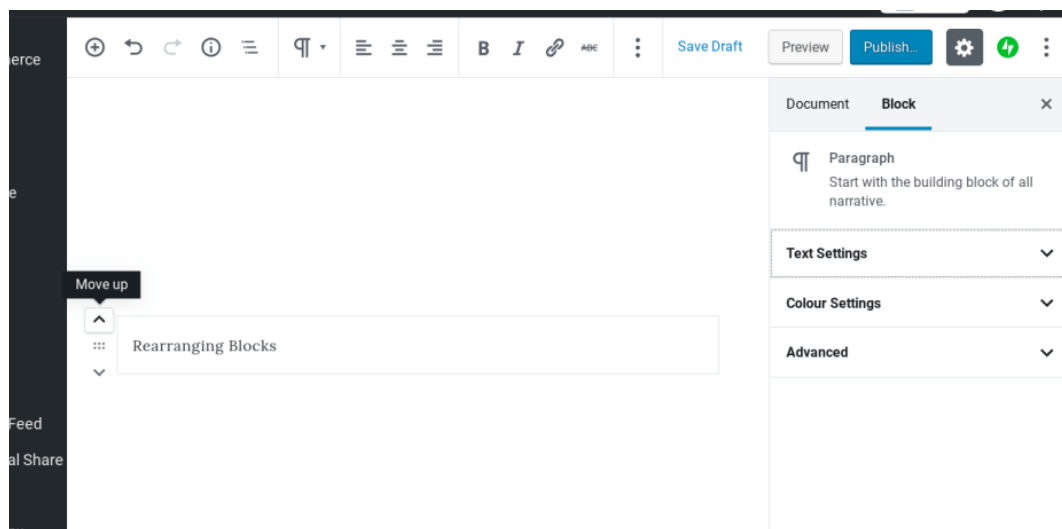 erce
e
Feed
al Share
B I ABC
Save Draft
Preview
Publish...
Document Block
Paragraph
Start with the building block of all
narrative.
Text Settings
Colour Settings
Advanced
Move up
Rearranging Blocks